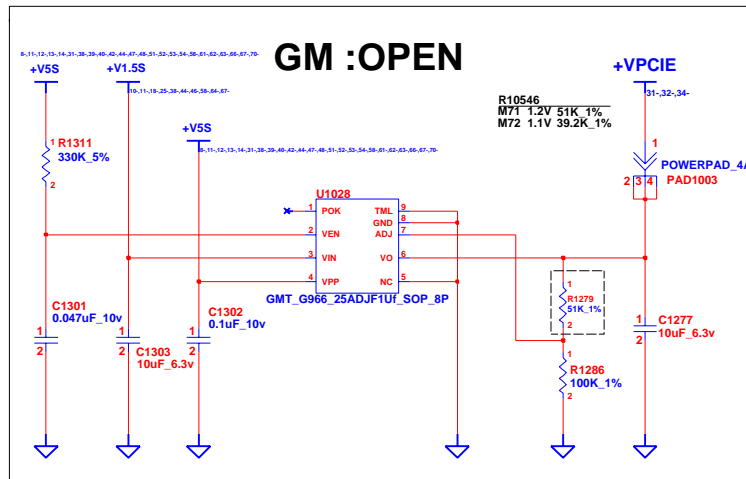 GM :OPEN
8-,11-,12-,13-,14-,31-,38-,39-,40-,42-,44-,47-,48-,51-,52-,53-,54-,56-,61-,62-,63-,66-,67-,70-
+V5S
+V1.5S
+VPCIE
10-,11-,18-,25-,38-,44-,46-,58-,64-,67-
31-,32-,34-
R10546
M71 1.2V 51K_1%
M72 1.1V 39.2K_1%
+V5S
8-,11-,12-,13-,14-,31-,38-,39-,40-,42-,44-,47-,48-,51-,52-,53-,54-,56-,61-,62-,63-,66-,67-,70-
1
R1311
330K_5%
2
1
POWERPAD_4A
2 3 4
PAD1003
U1028
1 POK TML 9
GND 8
2 VEN ADJ 7
3 VIN VO 6
4 VPP NC 5
GMT_G966_25ADJF1Uf_SOP_8P
1
R1279
51K_1%
2
C1301
0.047uF_10v
1
2
C1303
10uF_6.3v
1
2
C1302
0.1uF_10v
1
2
C1277
10uF_6.3v
1
2
1
R1286
100K_1%
2